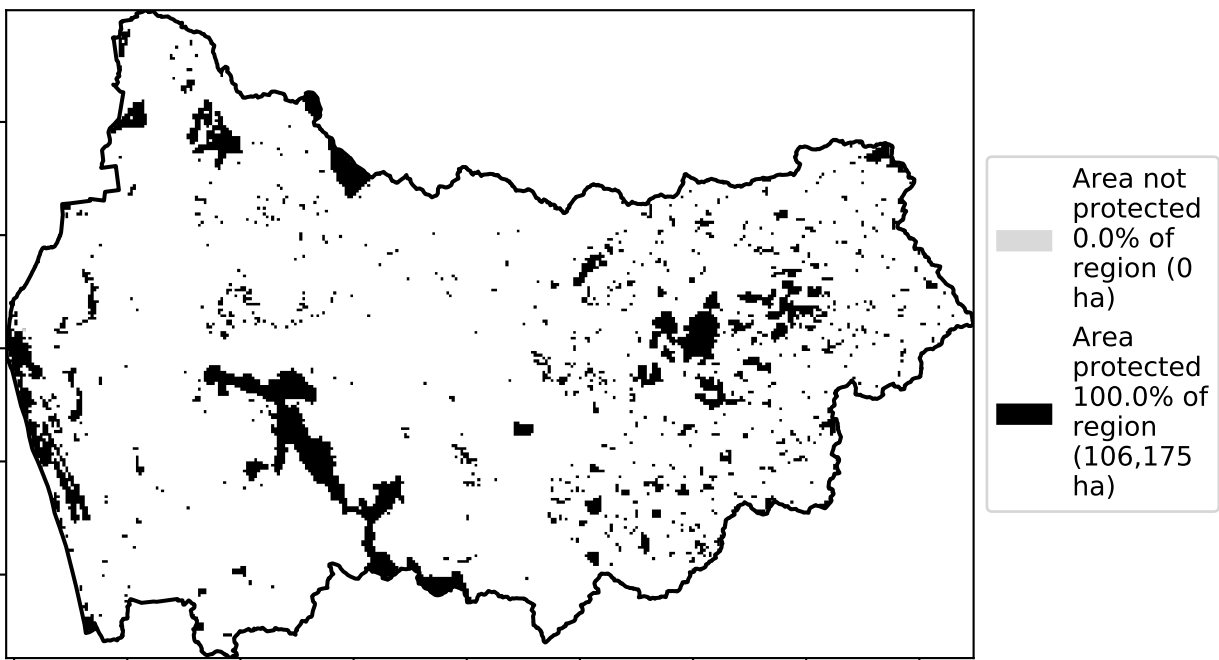 Area not
protected
0.0% of
region (0
ha)
Area
protected
100.0% of
region
(106,175
ha)